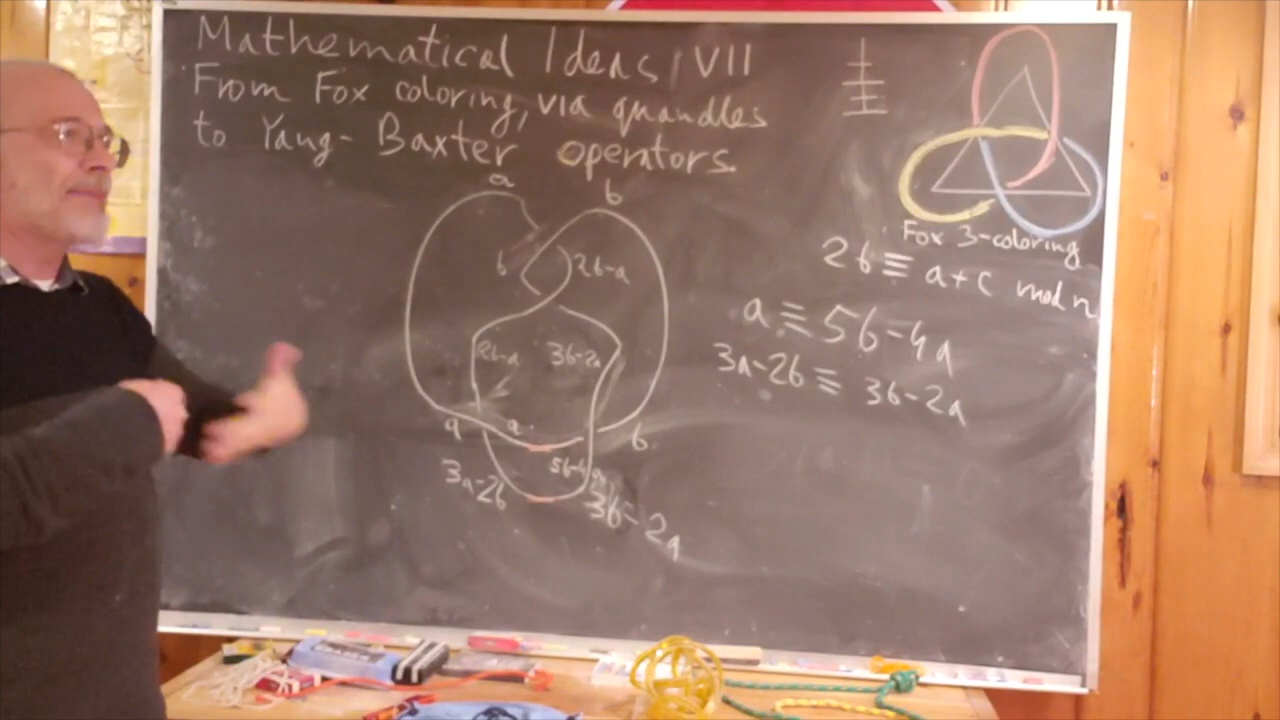 Mathematical Ideas, VII
From Fox coloring, via quandles
to Yang-Baxter operators.
a
b
b
2b-a
2b-a
3b-2a
a
a
b
3a-2b
5b-4a
3b-2a
Fox 3-coloring
2b≡a+c mod n
a≡5b-4a
3a-2b≡3b-2a